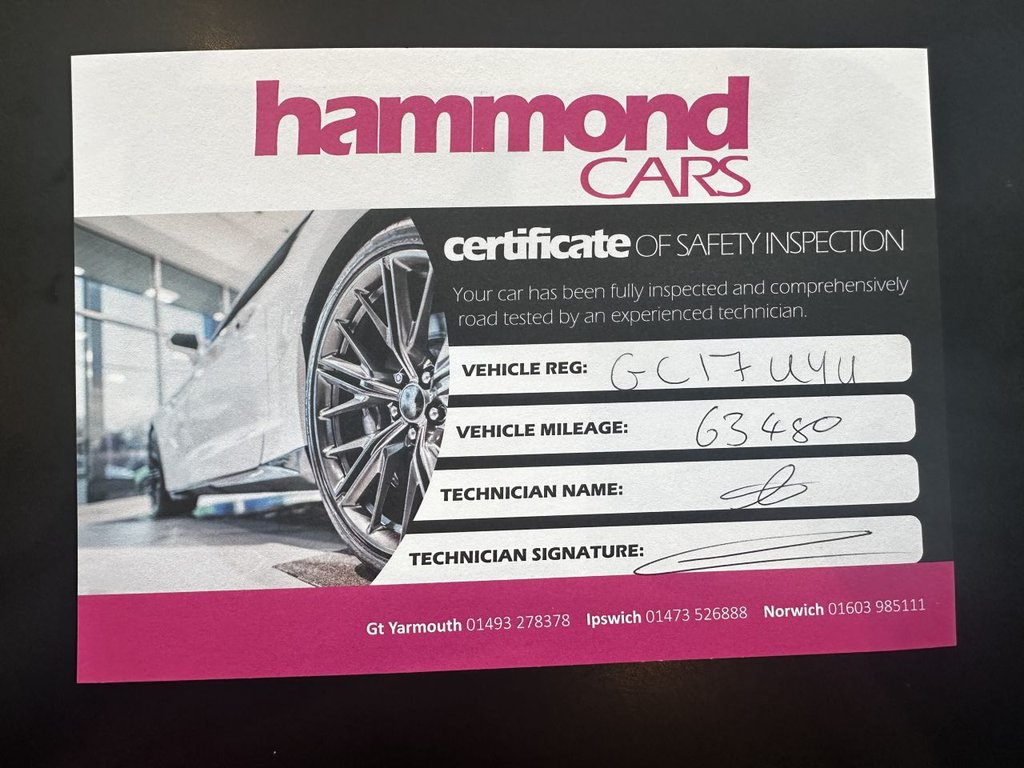 hammond
CARS
certificate OF SAFETY INSPECTION
Your car has been fully inspected and comprehensively
road tested by an experienced technician.
VEHICLE REG: GC17 UYU
VEHICLE MILEAGE: 63480
TECHNICIAN NAME:
TECHNICIAN SIGNATURE:
Gt Yarmouth 01493 278378 Ipswich 01473 526888 Norwich 01603 985111